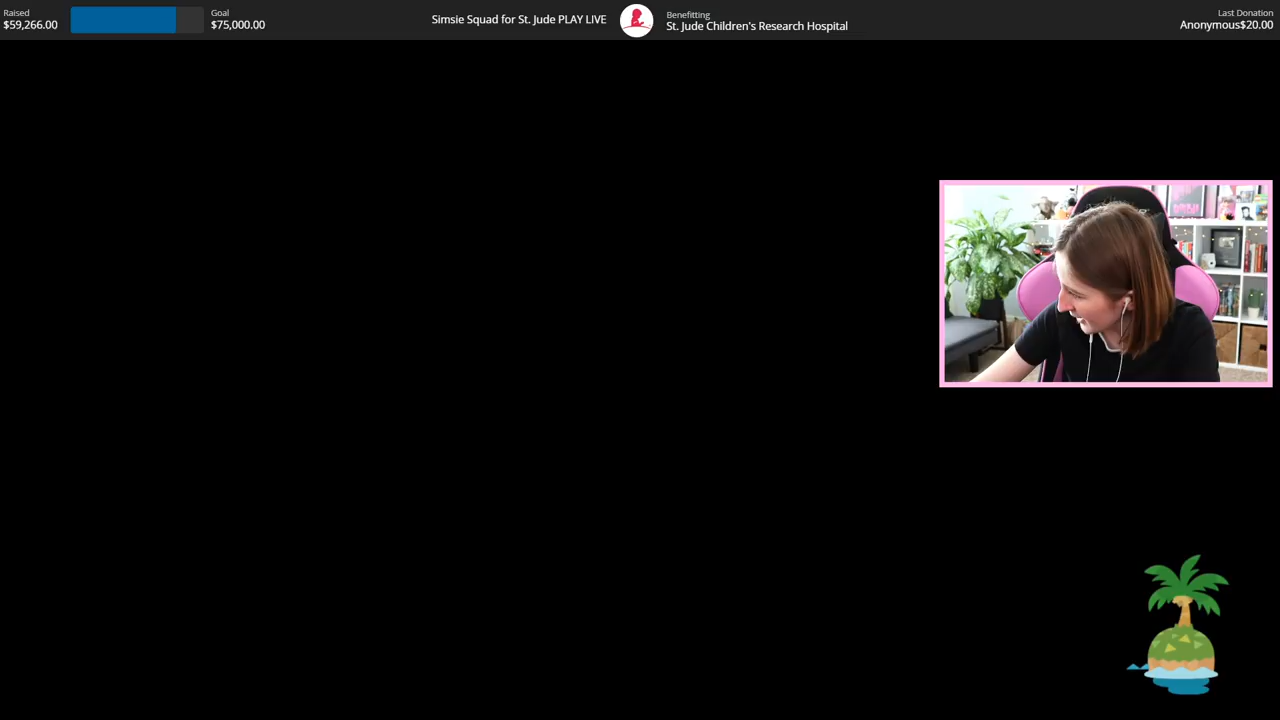 Raised
$59,266.00
Goal
$75,000.00
Simsie Squad for St. Jude PLAY LIVE
Benefitting
St. Jude Children's Research Hospital
Last Donation
Anonymous$20.00